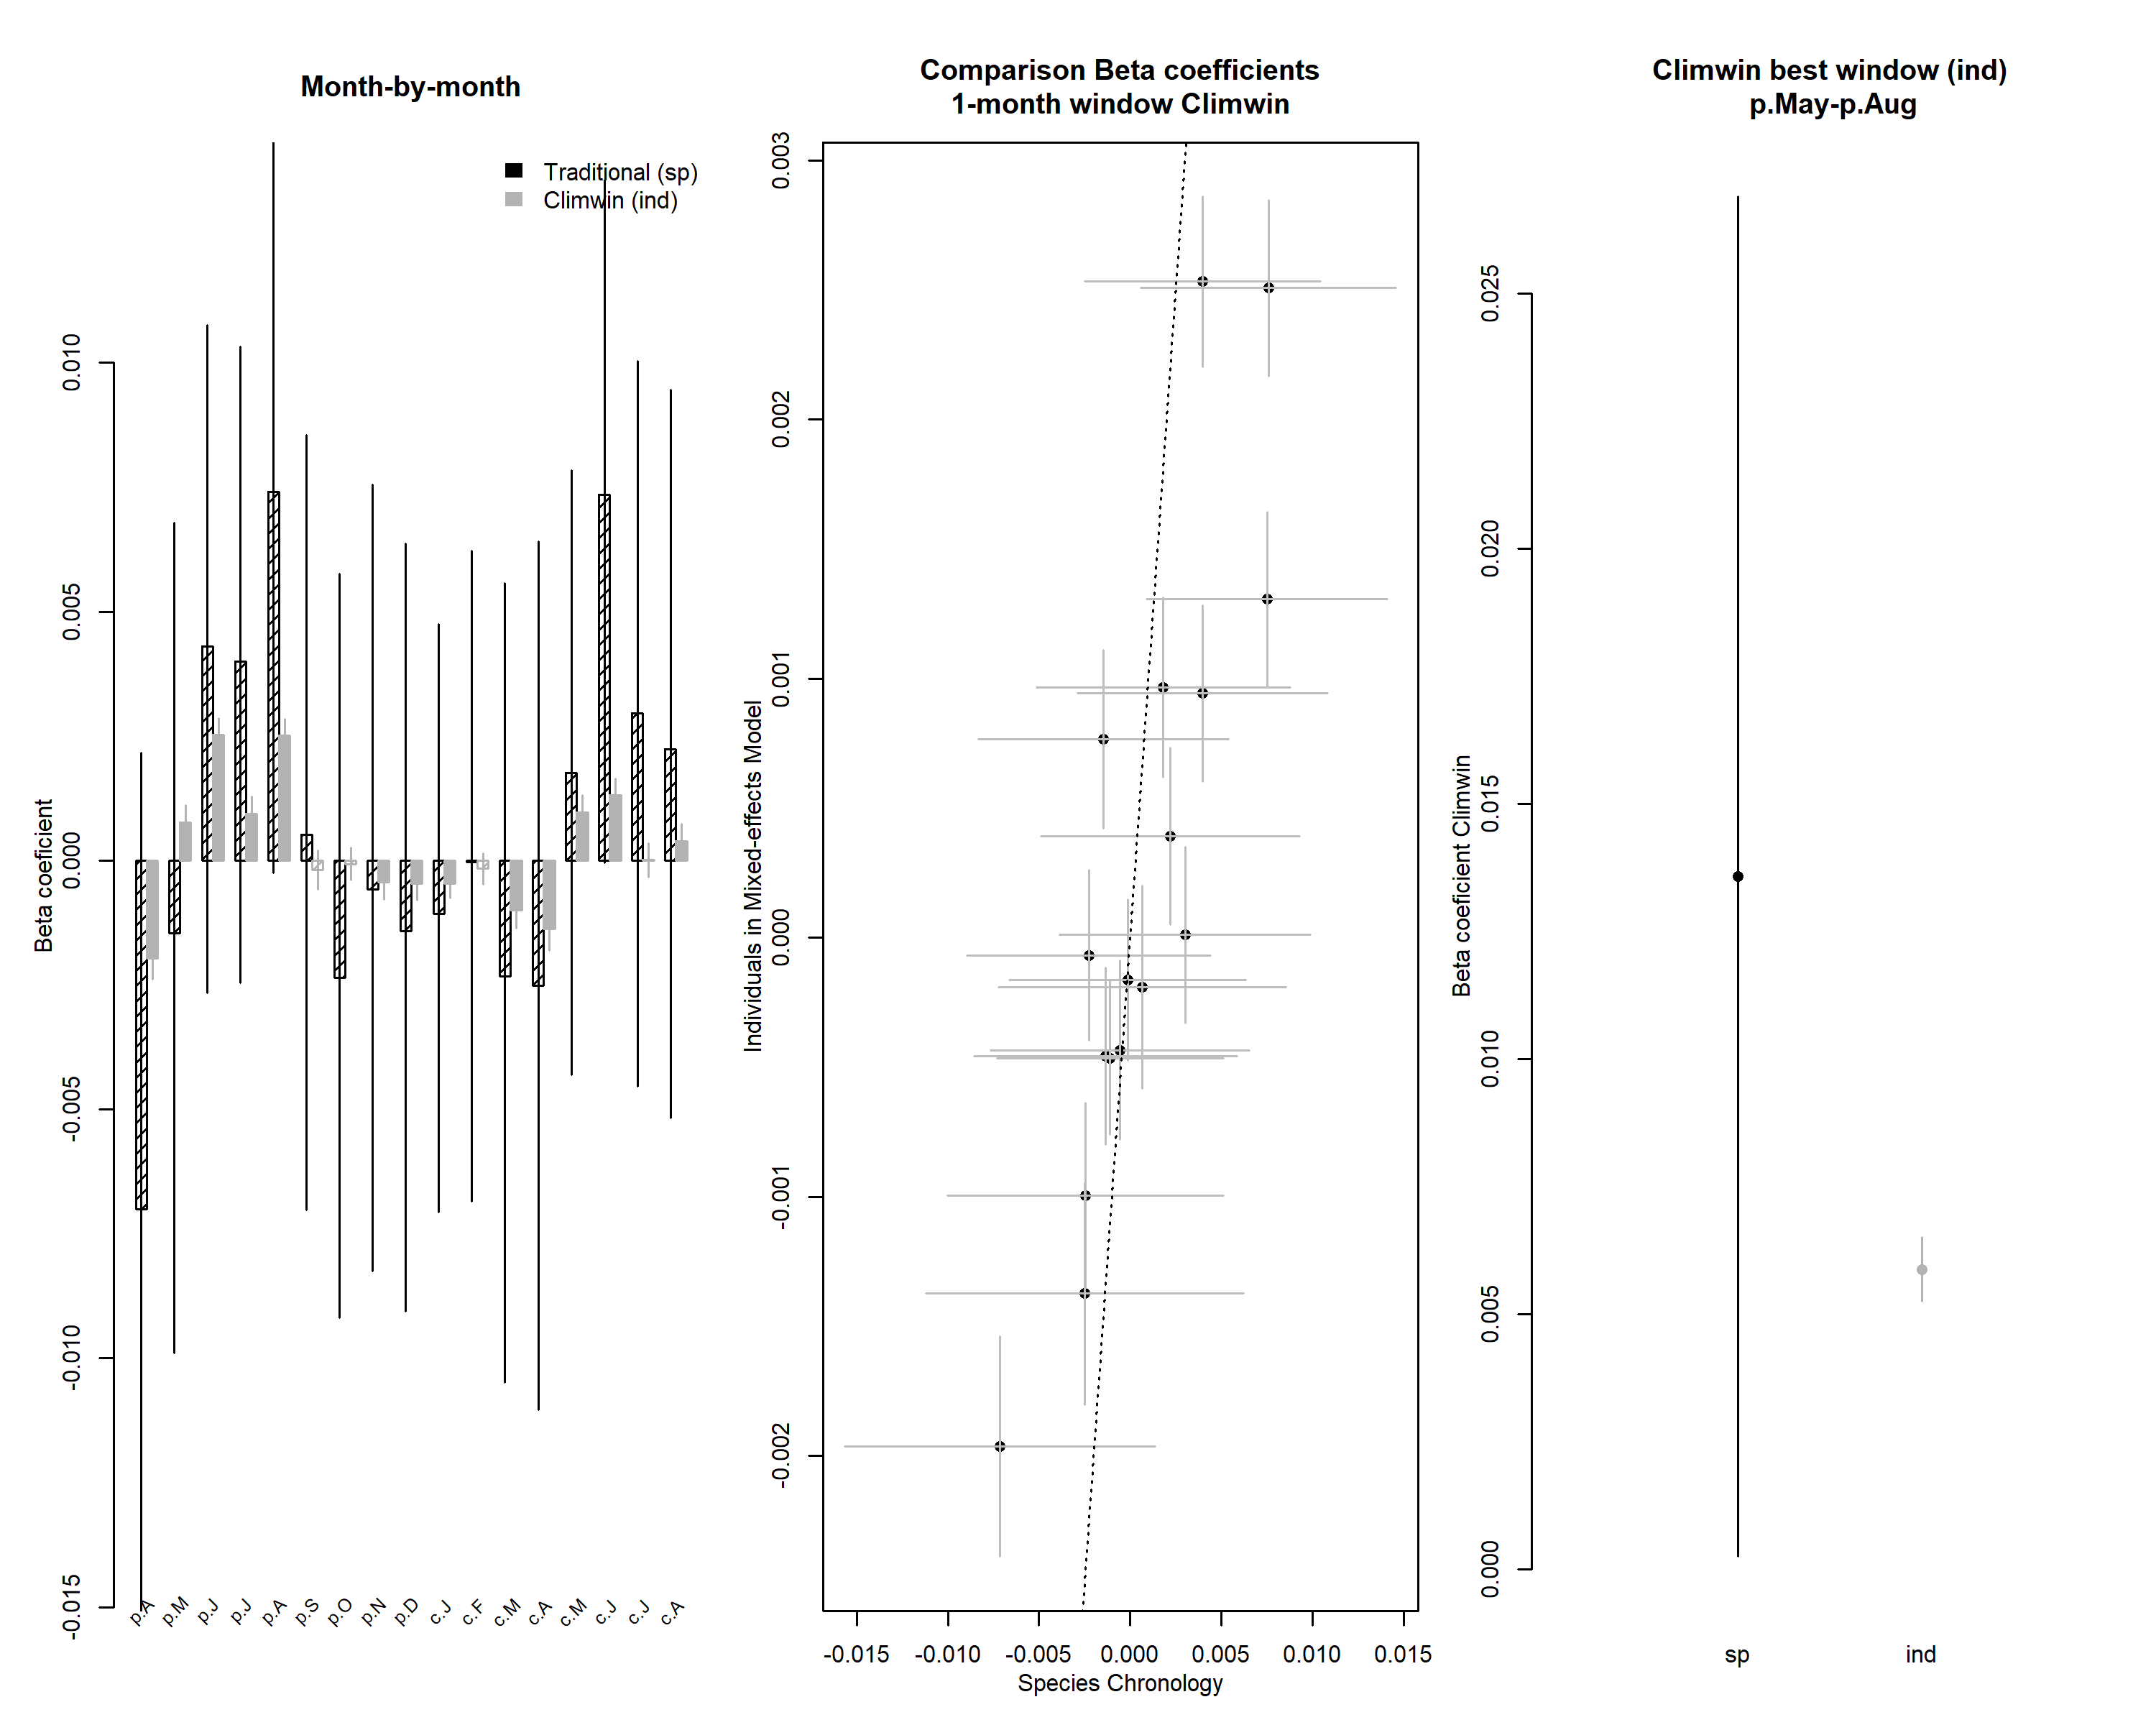 Month-by-month
Traditional (sp)
Climwin (ind)
Beta coeficient
0.010
0.005
0.000
-0.005
-0.010
-0.015
p.A
p.M
p.J
p.J
p.A
p.S
p.O
p.N
p.D
c.J
c.F
c.M
c.A
c.M
c.J
c.J
c.A
Comparison Beta coefficients
1-month window Climwin
Individuals in Mixed-effects Model
0.003
0.002
0.001
0.000
-0.001
-0.002
-0.015
-0.010
-0.005
0.000
0.005
0.010
0.015
Species Chronology
Climwin best window (ind)
p.May-p.Aug
Beta coeficient Climwin
0.025
0.020
0.015
0.010
0.005
0.000
sp
ind